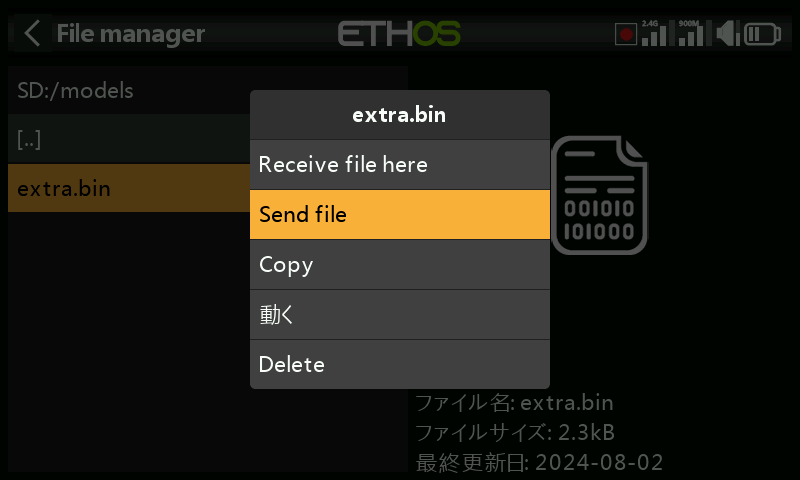 File manager
ETHOS
2.4G
900M
SD:/models
[..]
extra.bin
extra.bin
Receive file here
Send file
Copy
動く
Delete
001010
101000
ファイル名: extra.bin
ファイルサイズ: 2.3kB
最終更新日: 2024-08-02